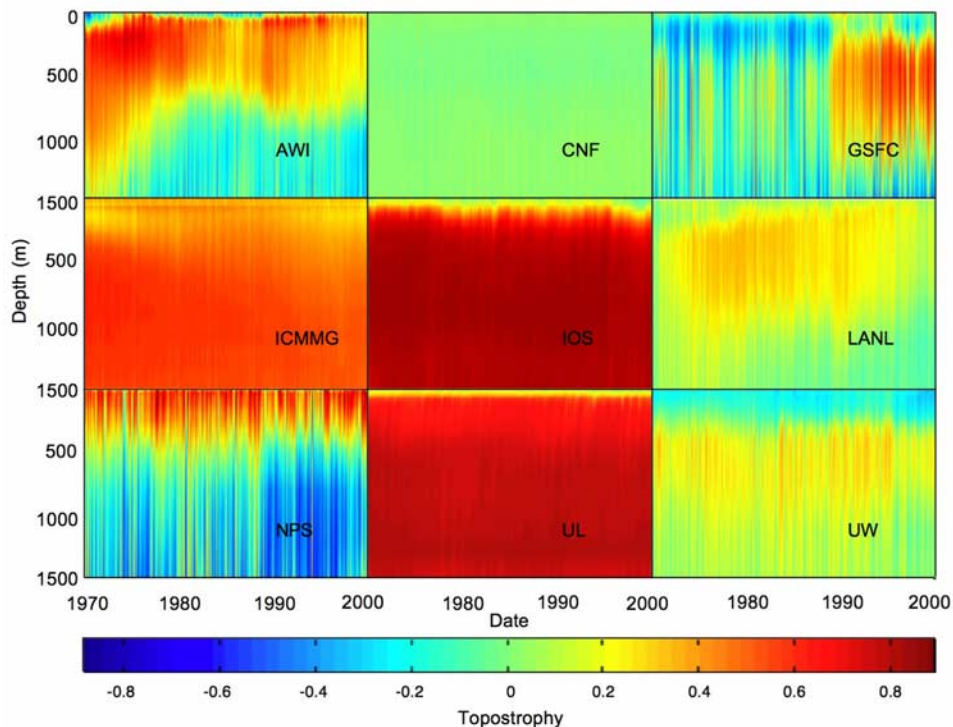 0
500
1000
AWI
CNF
GSFC
1500
500
1000
ICMMG
IOS
LANL
Depth (m)
1500
500
1000
1500
NPS
UL
UW
1970 1980 1990 2000 1980 1990 2000 1980 1990 2000
Date
-0.8 -0.6 -0.4 -0.2 0 0.2 0.4 0.6 0.8
Topostrophy